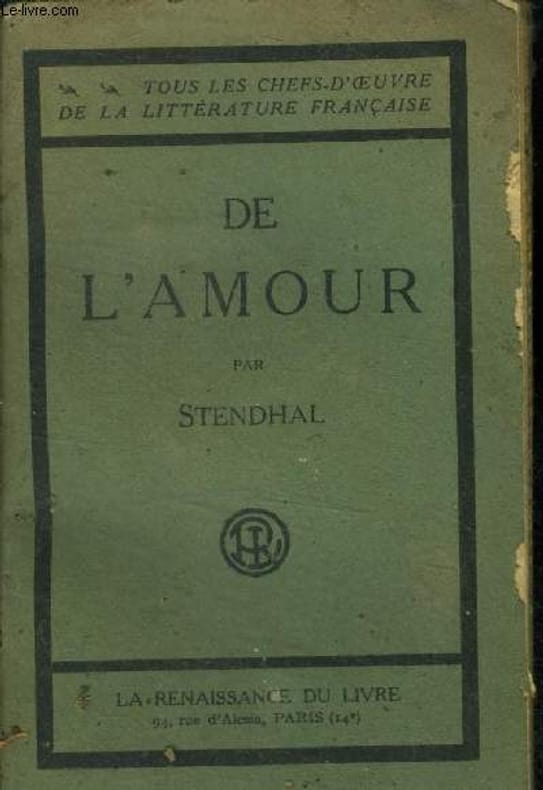 Le-livre.com
TOUS LES CHEFS-D'ŒUVRE
DE LA LITTÉRATURE FRANÇAISE
DE
L'AMOUR
PAR
STENDHAL
LA RENAISSANCE DU LIVRE
94, rue d'Alésia, PARIS (14e)